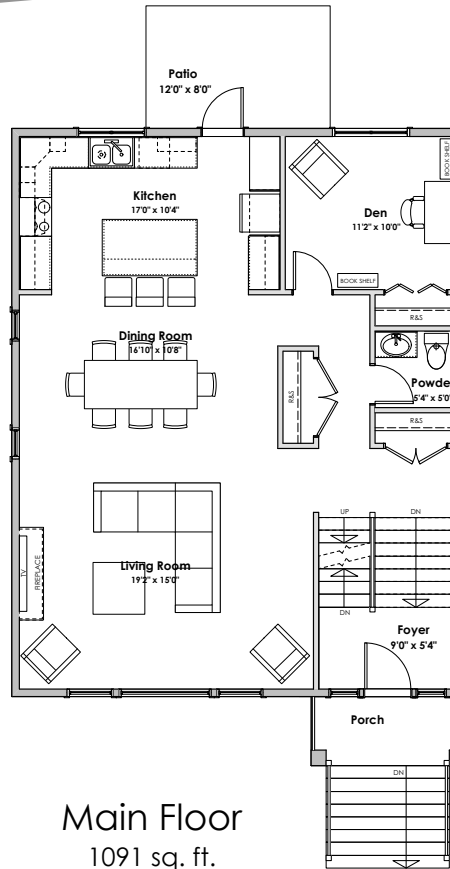 Patio
12'0" x 8'0"
BOOK SHELF
Kitchen
17'0" x 10'4"
Den
11'2" x 10'0"
BOOK SHELF
R&S
Dining Room
16'10" x 10'8"
Powde
5'4" x 5'0"
R&S
R&S
UP
DN
TV
FIREPLACE
Living Room
19'2" x 15'0"
DN
Foyer
9'0" x 5'4"
Porch
DN
Main Floor
1091 sq. ft.